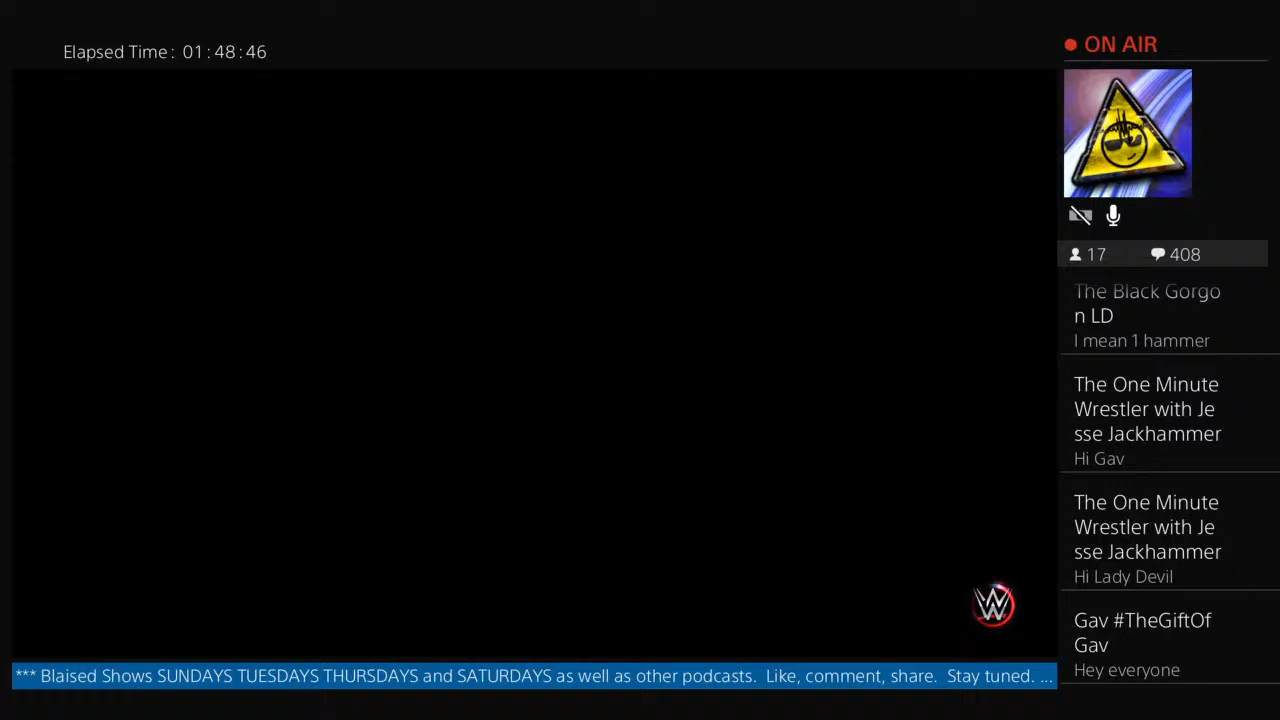 Elapsed Time: 01:48:46
ON AIR
17 408
The Black Gorgo
n LD
I mean 1 hammer
The One Minute
Wrestler with Je
sse Jackhammer
Hi Gav
The One Minute
Wrestler with Je
sse Jackhammer
Hi Lady Devil
Gav #TheGiftOf
Gav
Hey everyone
W
*** Blaised Shows SUNDAYS TUESDAYS THURSDAYS and SATURDAYS as well as other podcasts. Like, comment, share. Stay tuned. ...